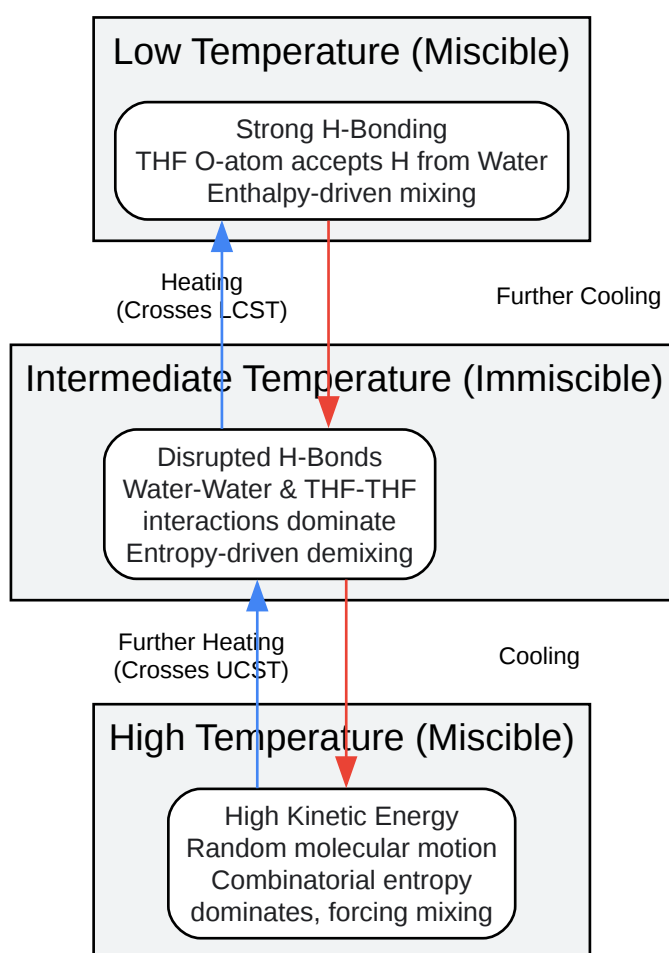 Low Temperature (Miscible)
Strong H-Bonding
THF O-atom accepts H from Water
Enthalpy-driven mixing
Heating
(Crosses LCST)
Further Cooling
Intermediate Temperature (Immiscible)
Disrupted H-Bonds
Water-Water & THF-THF
interactions dominate
Entropy-driven demixing
Further Heating
(Crosses UCST)
Cooling
High Temperature (Miscible)
High Kinetic Energy
Random molecular motion
Combinatorial entropy
dominates, forcing mixing